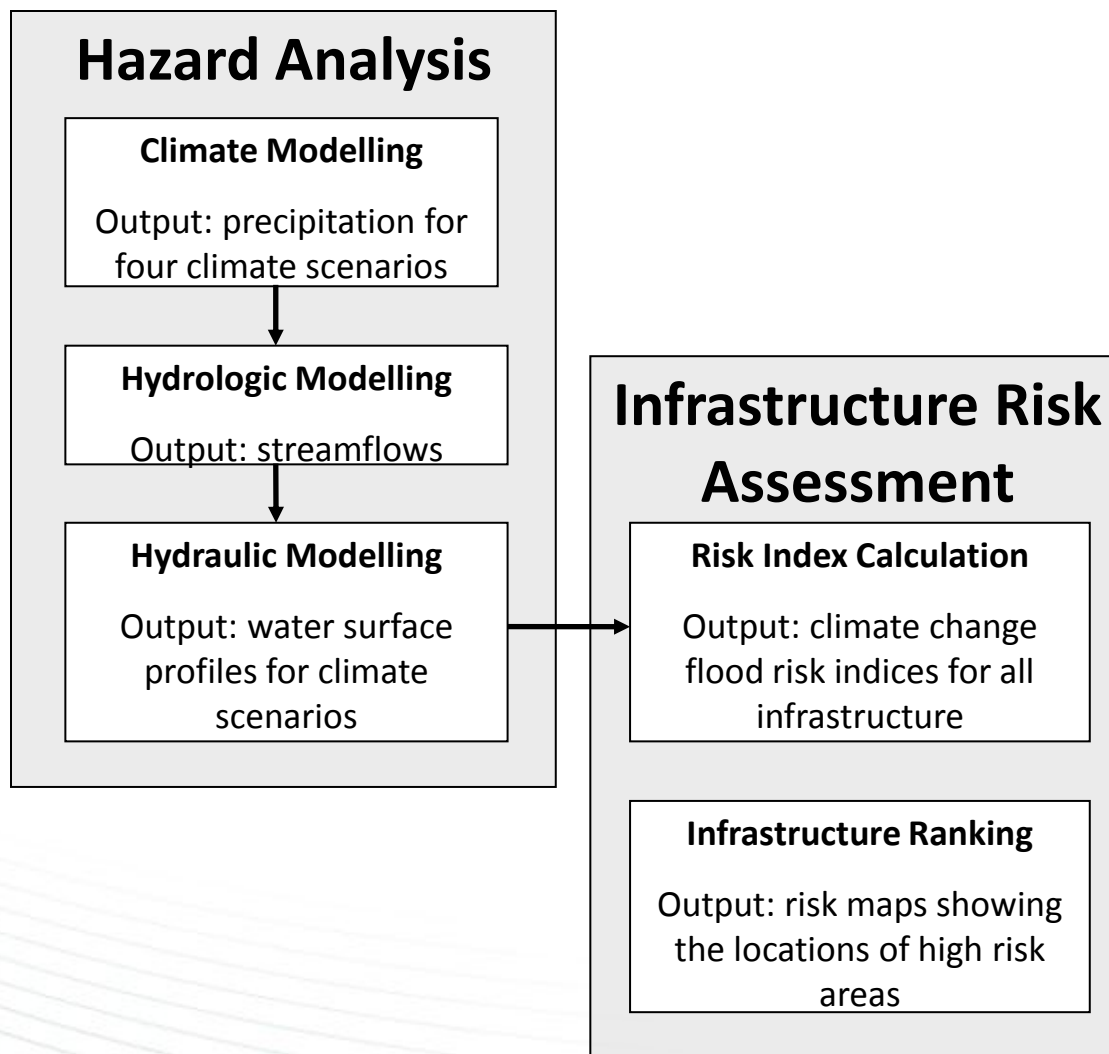 Hazard Analysis
Climate Modelling
Output: precipitation for
four climate scenarios
Hydrologic Modelling
Output: streamflows
Hydraulic Modelling
Output: water surface
profiles for climate
scenarios
Infrastructure Risk
Assessment
Risk Index Calculation
Output: climate change
flood risk indices for all
infrastructure
Infrastructure Ranking
Output: risk maps showing
the locations of high risk
areas